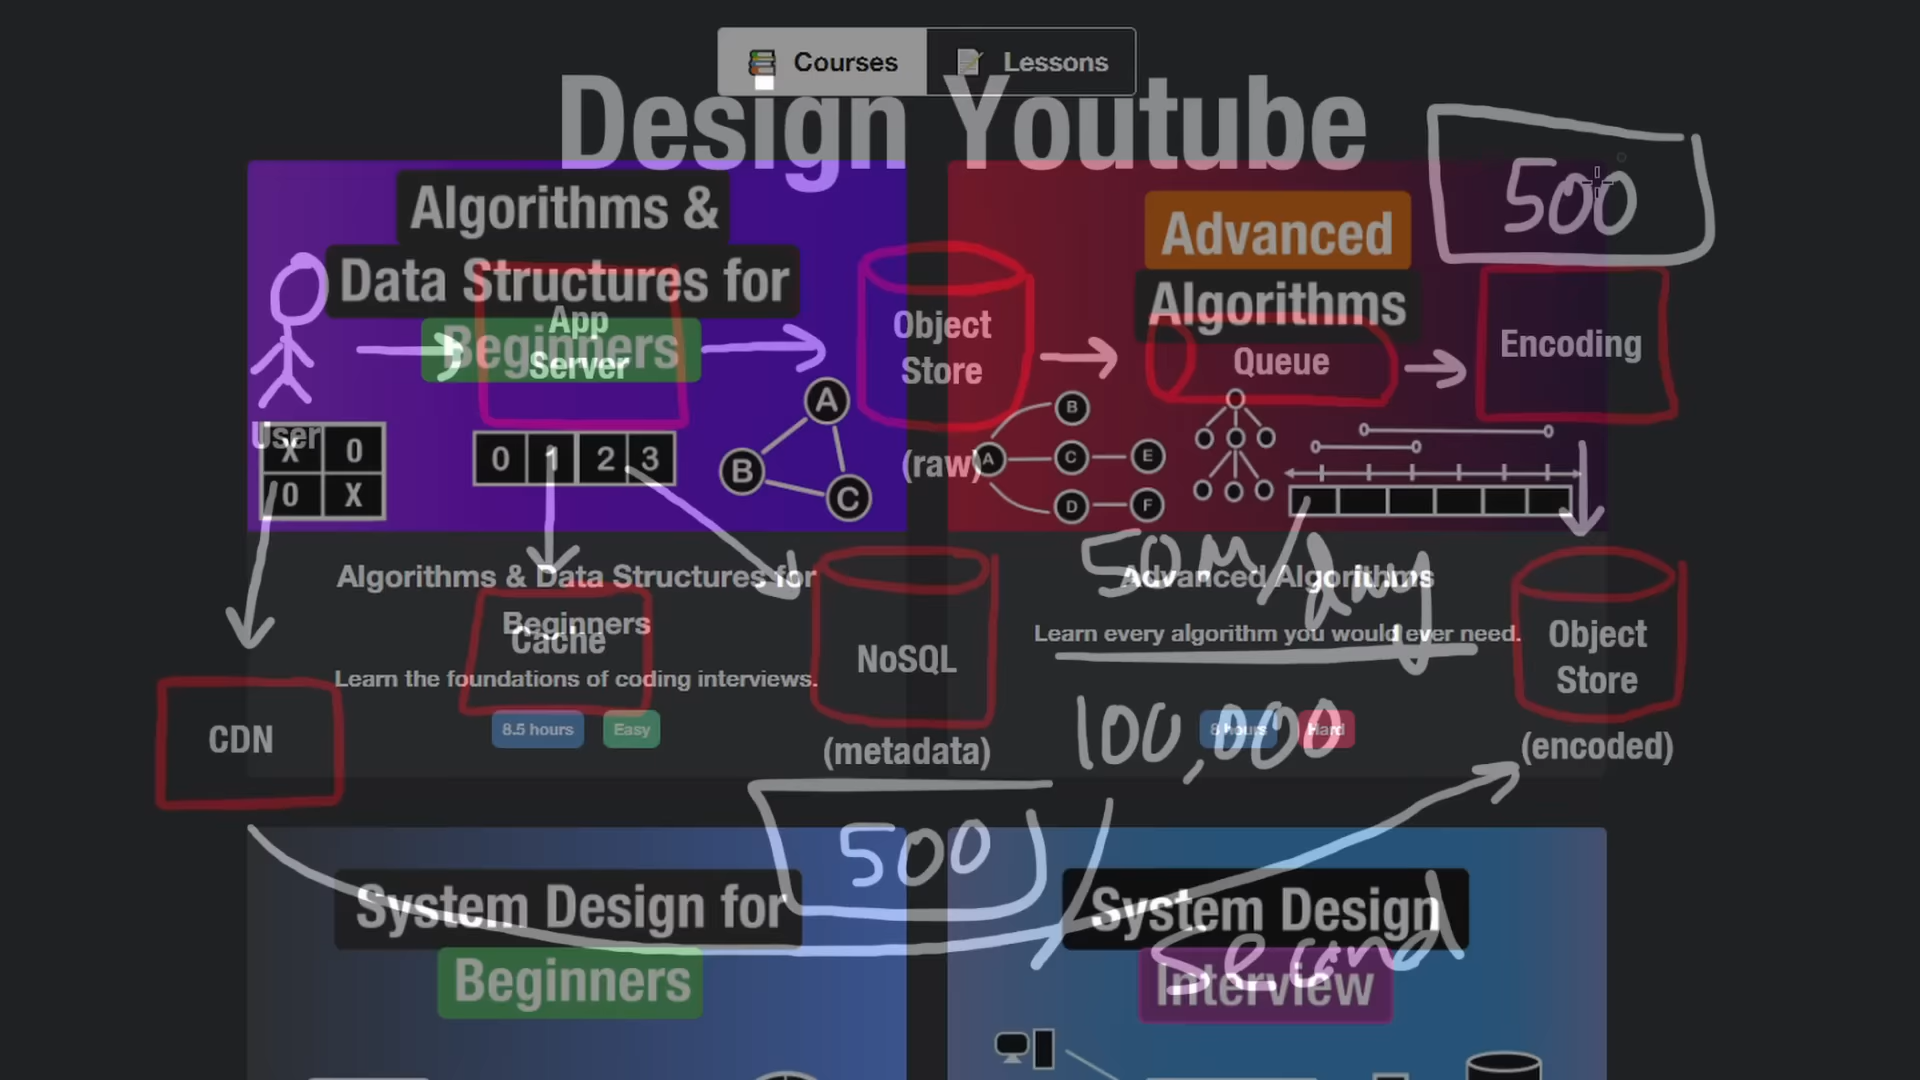 Courses
Lessons
Design Youtube
500
Algorithms &
Data Structures for
Beginners
Advanced
Algorithms
App
Server
Object
Store
(raw)
Queue
Encoding
User
X 0
0 X
0 1 2 3
A
B
C
A
B
C
D
E
F
50M/day
Algorithms & Data Structures for
Beginners
Learn the foundations of coding interviews.
8.5 hours
Easy
Cache
NoSQL
(metadata)
Advanced Algorithms
Learn every algorithm you would ever need.
8 hours
Hard
100,000
Object
Store
(encoded)
CDN
500
second
System Design for
Beginners
System Design
Interview